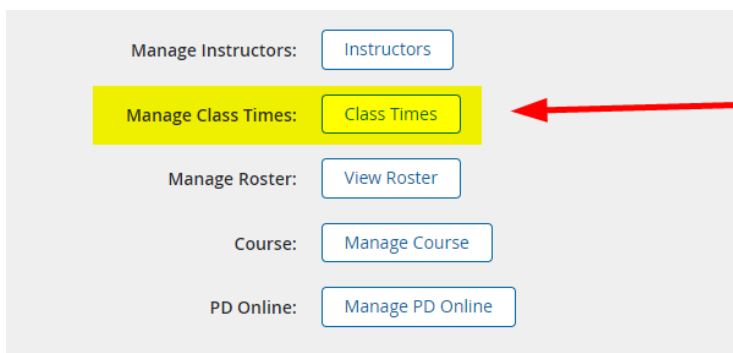 Manage Instructors: Instructors
Manage Class Times: Class Times
Manage Roster: View Roster
Course: Manage Course
PD Online: Manage PD Online